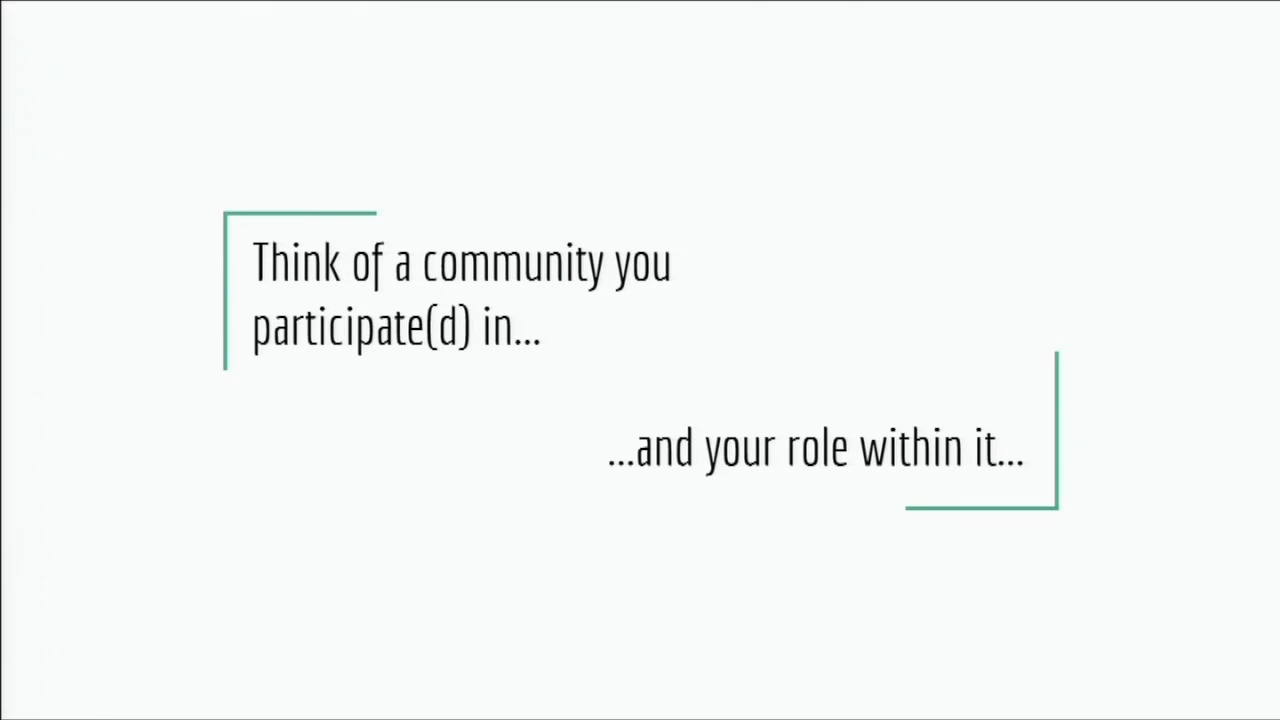 Think of a community you
participate(d) in...
...and your role within it...